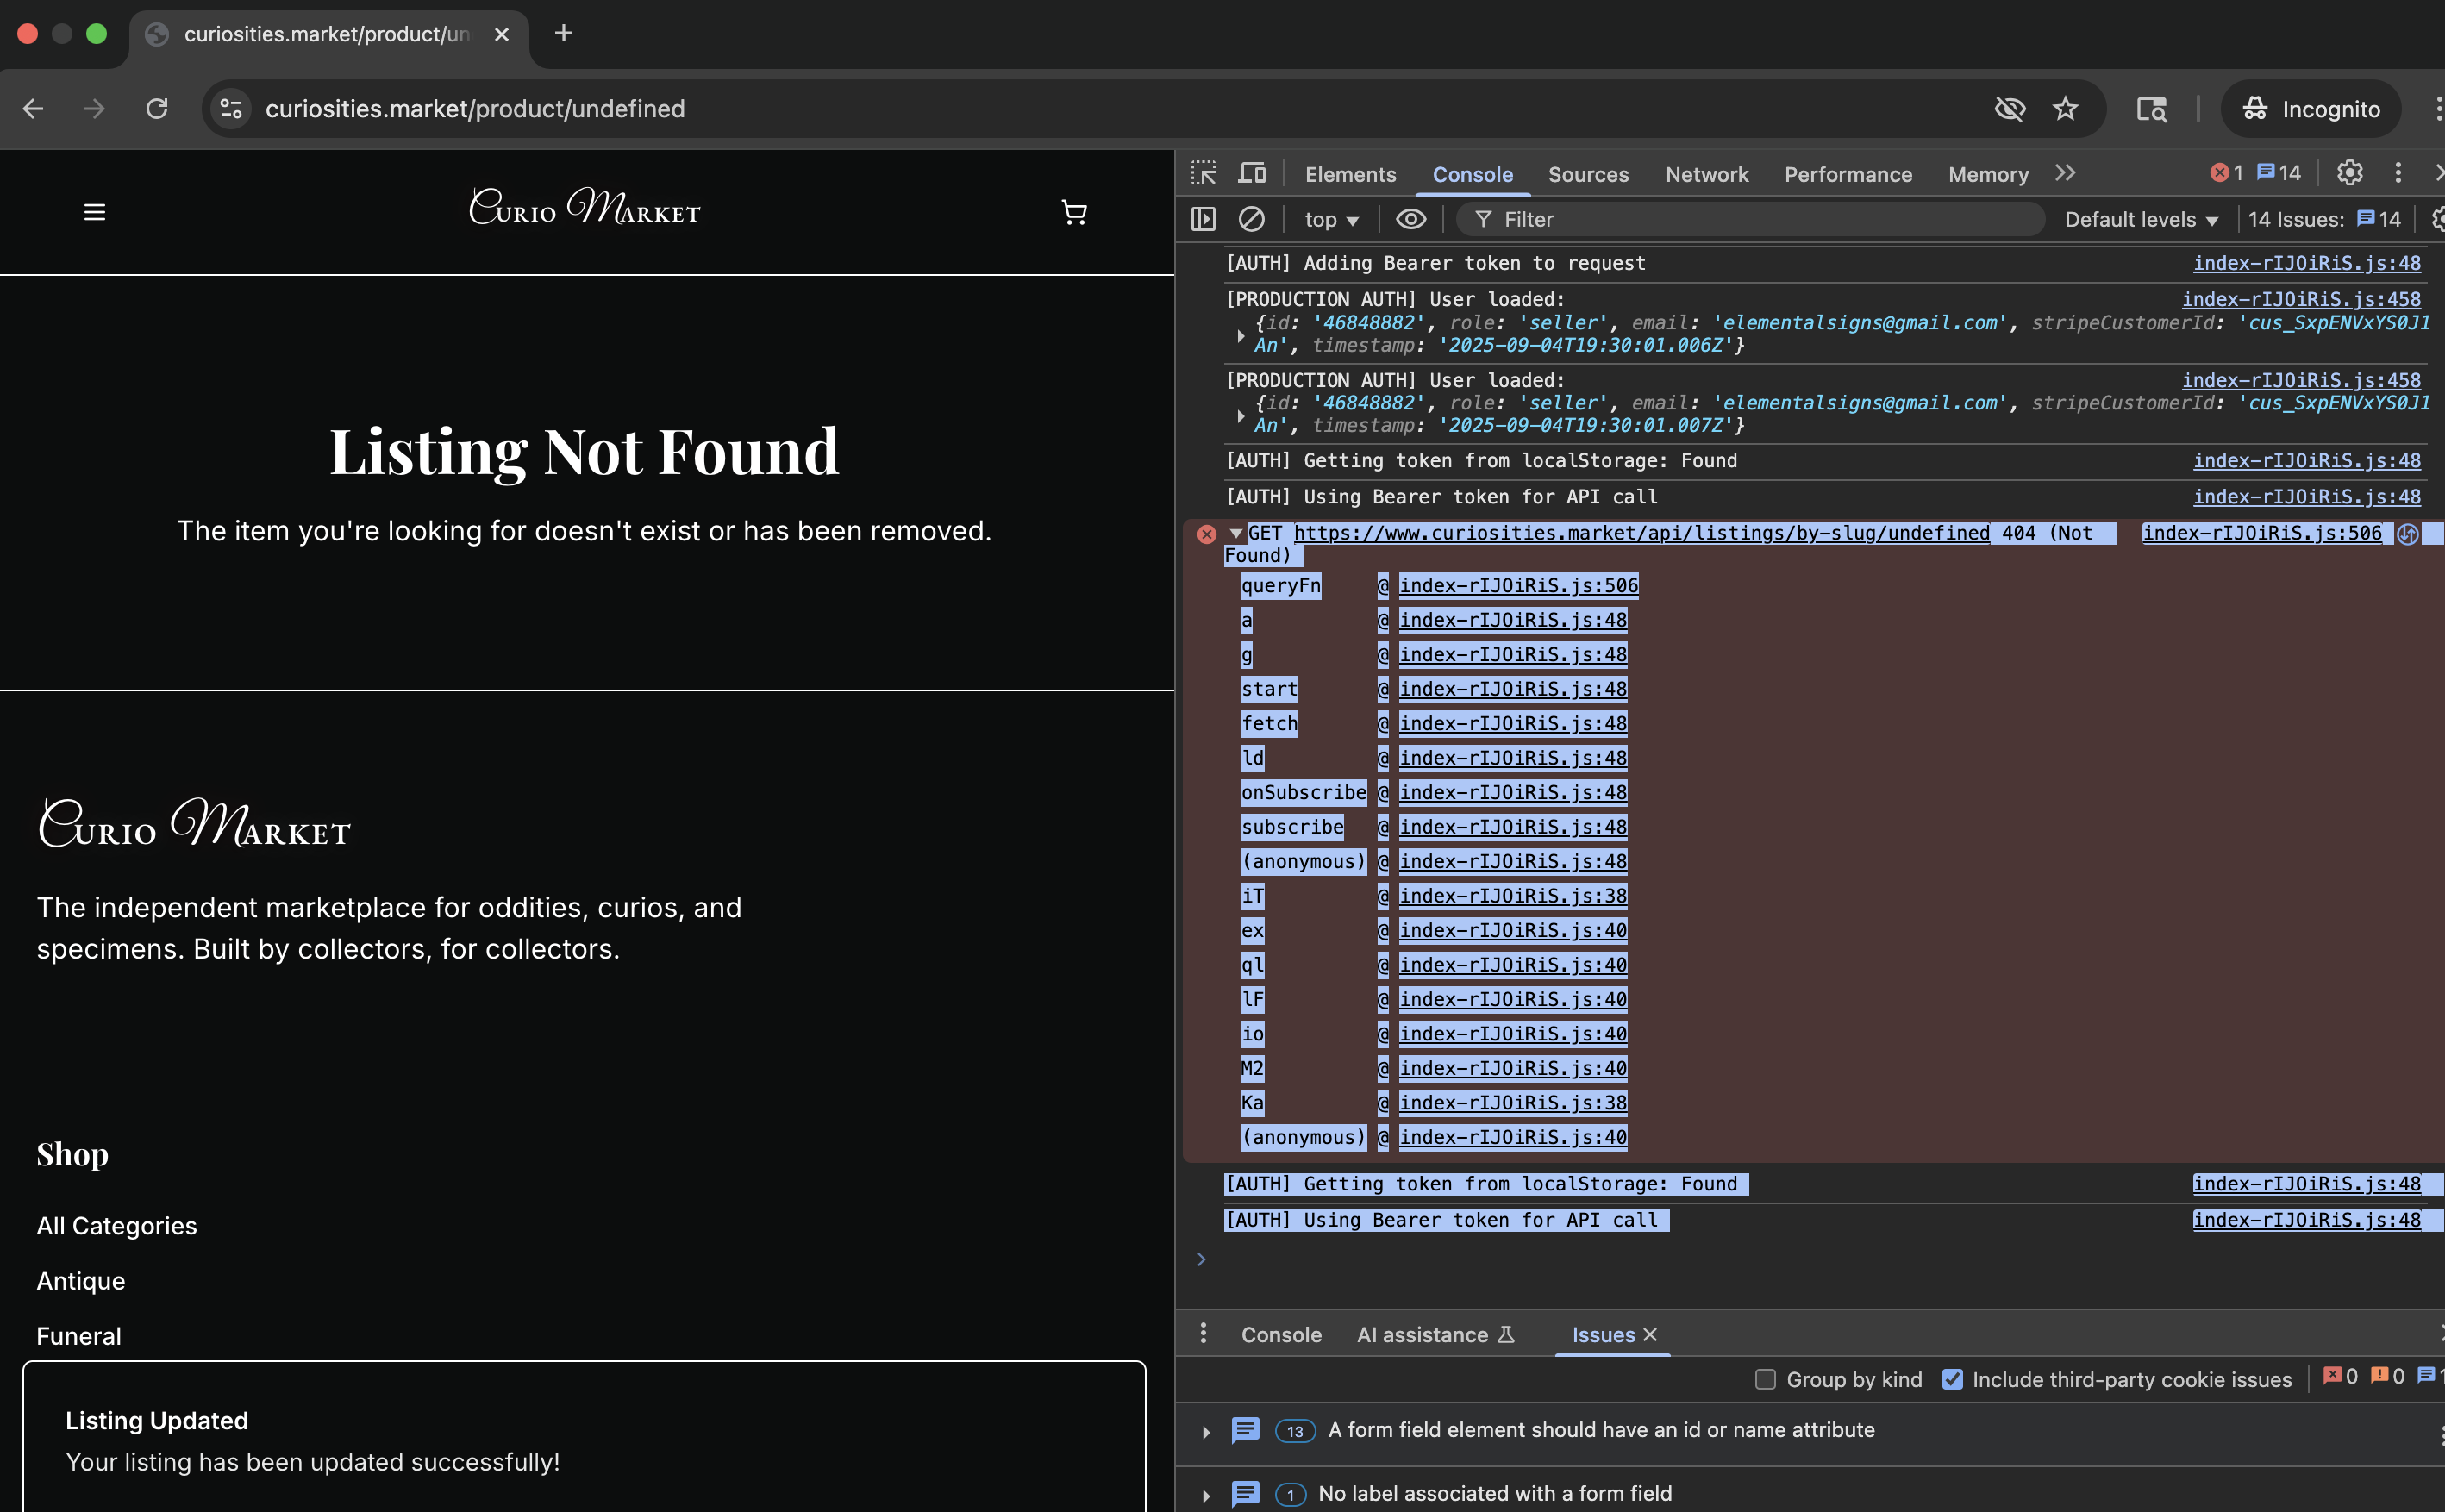 curiosities.market/product/un
curiosities.market/product/undefined
Incognito
CURIO MARKET
Listing Not Found
The item you're looking for doesn't exist or has been removed.
CURIO MARKET
The independent marketplace for oddities, curios, and
specimens. Built by collectors, for collectors.
Shop
All Categories
Antique
Funeral
Listing Updated
Your listing has been updated successfully!
Elements Console Sources Network Performance Memory 1 14
top Filter Default levels 14 Issues: 14
[AUTH] Adding Bearer token to request index-rIJOiRiS.js:48
[PRODUCTION AUTH] User loaded: index-rIJOiRiS.js:458
{id: '46848882', role: 'seller', email: 'elementalsigns@gmail.com', stripeCustomerId: 'cus_SxpENVxYS0J1
An', timestamp: '2025-09-04T19:30:01.006Z'}
[PRODUCTION AUTH] User loaded: index-rIJOiRiS.js:458
{id: '46848882', role: 'seller', email: 'elementalsigns@gmail.com', stripeCustomerId: 'cus_SxpENVxYS0J1
An', timestamp: '2025-09-04T19:30:01.007Z'}
[AUTH] Getting token from localStorage: Found index-rIJOiRiS.js:48
[AUTH] Using Bearer token for API call index-rIJOiRiS.js:48
GET https://www.curiosities.market/api/listings/by-slug/undefined 404 (Not index-rIJOiRiS.js:506
Found)
queryFn @ index-rIJOiRiS.js:506
a @ index-rIJOiRiS.js:48
g @ index-rIJOiRiS.js:48
start @ index-rIJOiRiS.js:48
fetch @ index-rIJOiRiS.js:48
ld @ index-rIJOiRiS.js:48
onSubscribe @ index-rIJOiRiS.js:48
subscribe @ index-rIJOiRiS.js:48
(anonymous) @ index-rIJOiRiS.js:48
iT @ index-rIJOiRiS.js:38
ex @ index-rIJOiRiS.js:40
ql @ index-rIJOiRiS.js:40
lF @ index-rIJOiRiS.js:40
io @ index-rIJOiRiS.js:40
M2 @ index-rIJOiRiS.js:40
Ka @ index-rIJOiRiS.js:38
(anonymous) @ index-rIJOiRiS.js:40
[AUTH] Getting token from localStorage: Found index-rIJOiRiS.js:48
[AUTH] Using Bearer token for API call index-rIJOiRiS.js:48
Console AI assistance Issues
Group by kind Include third-party cookie issues 0 0 1
13 A form field element should have an id or name attribute
1 No label associated with a form field